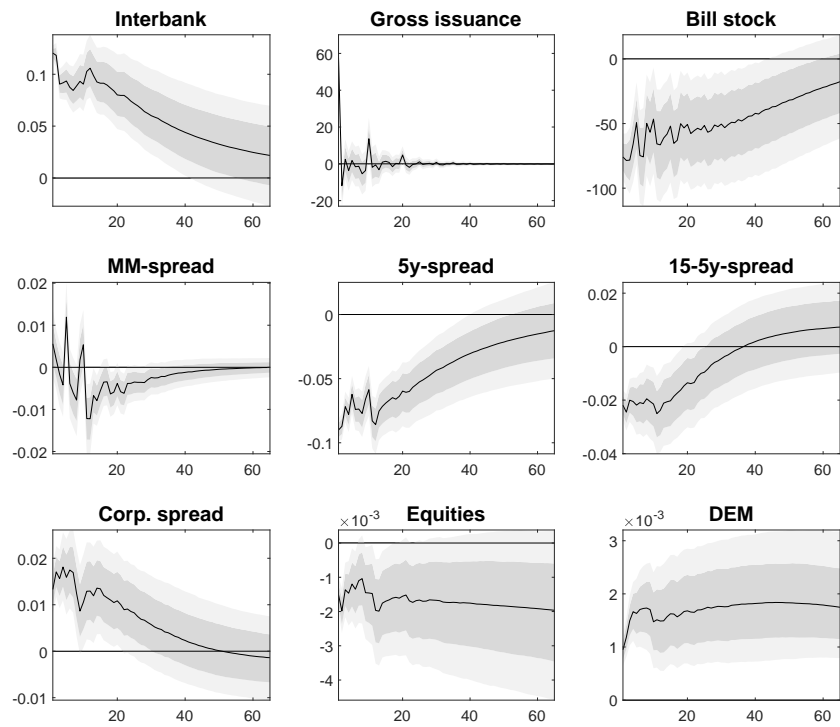 Interbank
0.1
0.05
0
20 40 60
Gross issuance
60
40
20
0
-20
20 40 60
Bill stock
0
-50
-100
20 40 60
MM-spread
0.02
0.01
0
-0.01
-0.02
20 40 60
5y-spread
0
-0.05
-0.1
20 40 60
15-5y-spread
0.02
0
-0.02
-0.04
20 40 60
Corp. spread
0.02
0.01
0
-0.01
20 40 60
Equities
×10⁻³
0
-1
-2
-3
-4
20 40 60
DEM
×10⁻³
3
2
1
0
20 40 60